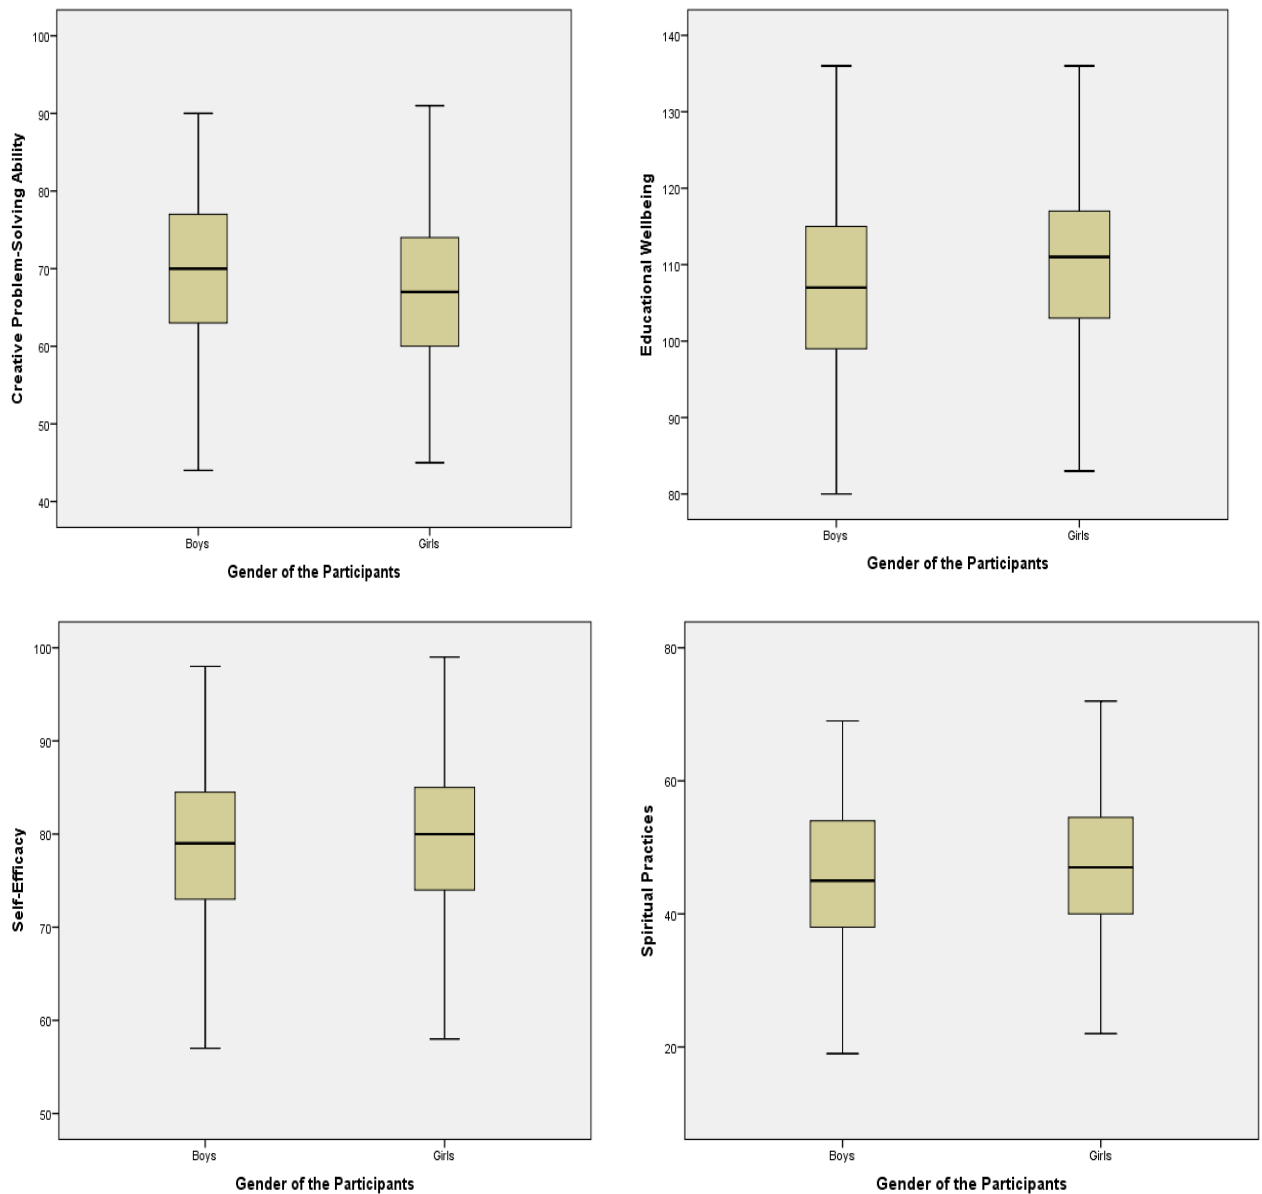 Creative Problem-Solving Ability
100
90
80
70
60
50
40
Boys
Girls
Gender of the Participants
Educational Wellbeing
140
130
120
110
100
90
80
Boys
Girls
Gender of the Participants
Self-Efficacy
100
90
80
70
60
50
Boys
Girls
Gender of the Participants
Spiritual Practices
80
60
40
20
Boys
Girls
Gender of the Participants